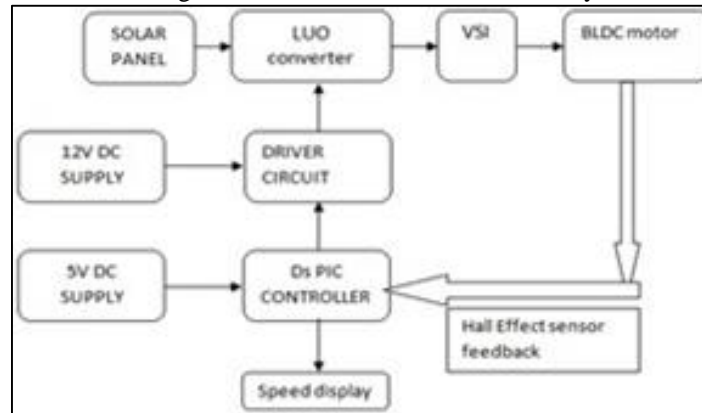 SOLAR
PANEL
LUO
converter
VSI
BLDC motor
12V DC
SUPPLY
DRIVER
CIRCUIT
5V DC
SUPPLY
Ds PIC
CONTROLLER
Hall Effect sensor
feedback
Speed display